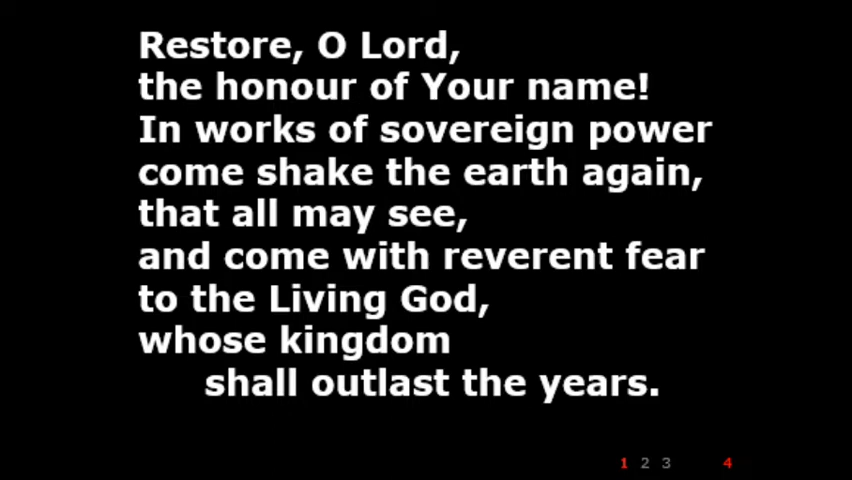 Restore, O Lord,
the honour of Your name!
In works of sovereign power
come shake the earth again,
that all may see,
and come with reverent fear
to the Living God,
whose kingdom
shall outlast the years.
1 2 3 4